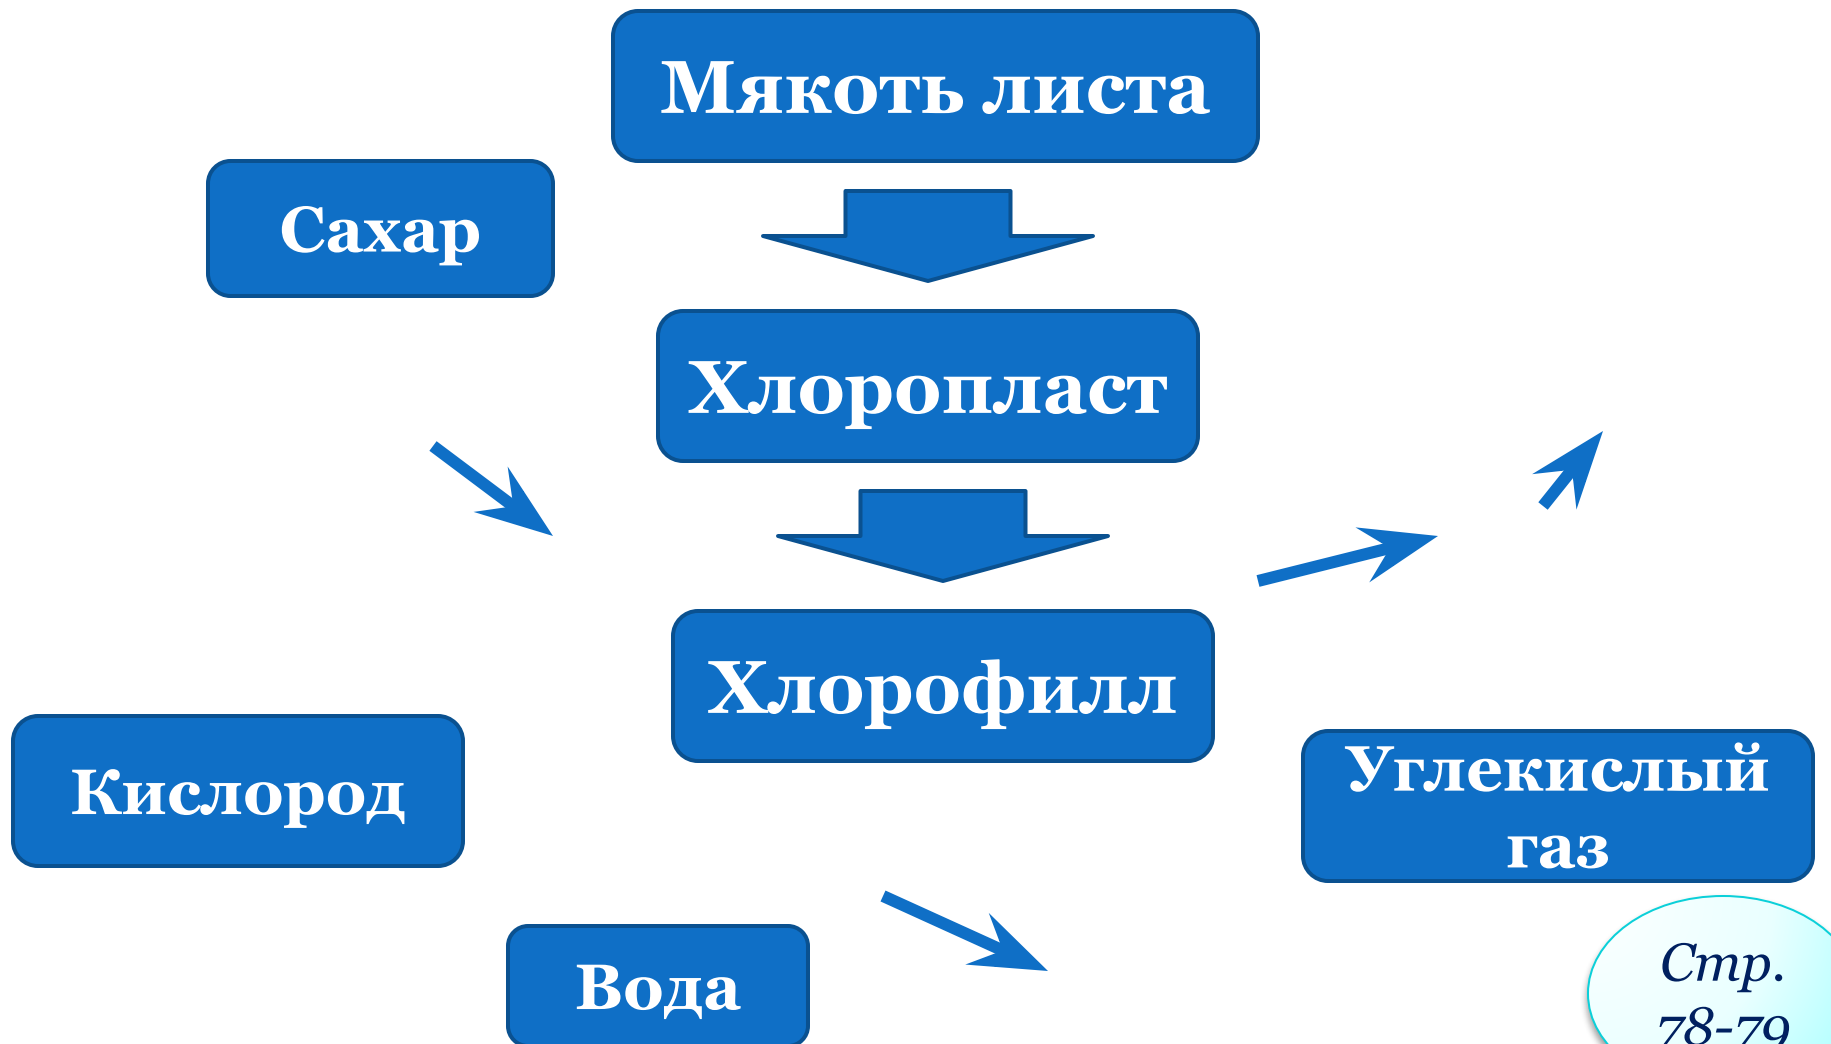 Мякоть листа
Сахар
Хлоропласт
Хлорофилл
Кислород
Углекислый
газ
Вода
Стр.
78-79